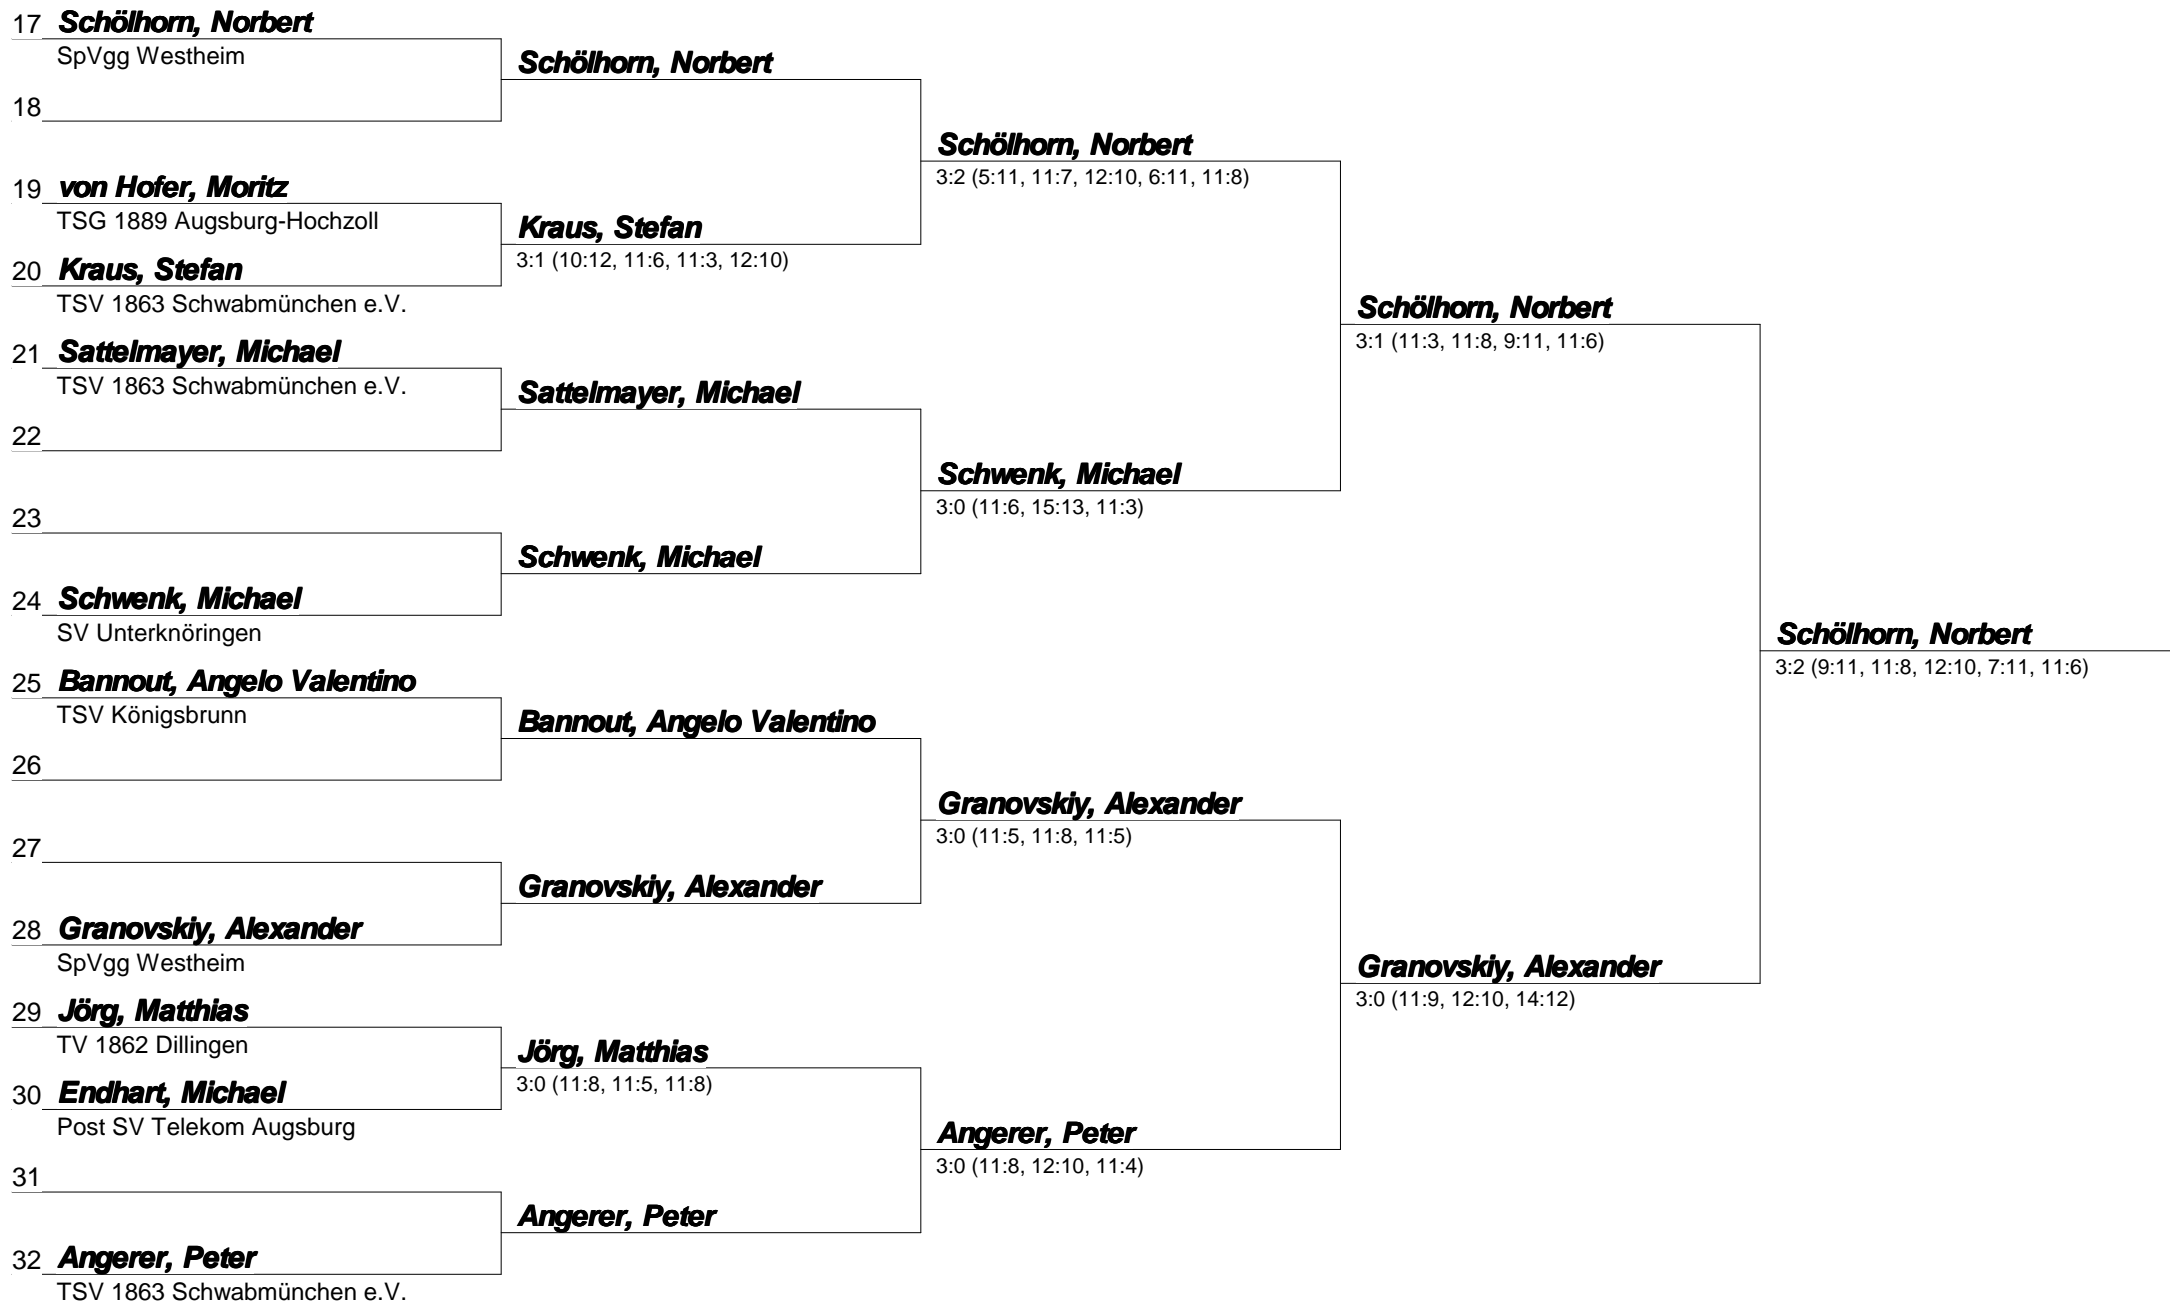 17 Schölhorn, Norbert
SpVgg Westheim
Schölhorn, Norbert
18
Schölhorn, Norbert
3:2 (5:11, 11:7, 12:10, 6:11, 11:8)
19 von Hofer, Moritz
TSG 1889 Augsburg-Hochzoll
Kraus, Stefan
3:1 (10:12, 11:6, 11:3, 12:10)
20 Kraus, Stefan
TSV 1863 Schwabmünchen e.V.
Schölhorn, Norbert
3:1 (11:3, 11:8, 9:11, 11:6)
21 Sattelmayer, Michael
TSV 1863 Schwabmünchen e.V.
Sattelmayer, Michael
22
Schwenk, Michael
3:0 (11:6, 15:13, 11:3)
23
Schwenk, Michael
24 Schwenk, Michael
SV Unterknöringen
Schölhorn, Norbert
3:2 (9:11, 11:8, 12:10, 7:11, 11:6)
25 Bannout, Angelo Valentino
TSV Königsbrunn
Bannout, Angelo Valentino
26
Granovskiy, Alexander
3:0 (11:5, 11:8, 11:5)
27
Granovskiy, Alexander
28 Granovskiy, Alexander
SpVgg Westheim
Granovskiy, Alexander
3:0 (11:9, 12:10, 14:12)
29 Jörg, Matthias
TV 1862 Dillingen
Jörg, Matthias
3:0 (11:8, 11:5, 11:8)
30 Endhart, Michael
Post SV Telekom Augsburg
Angerer, Peter
3:0 (11:8, 12:10, 11:4)
31
Angerer, Peter
32 Angerer, Peter
TSV 1863 Schwabmünchen e.V.